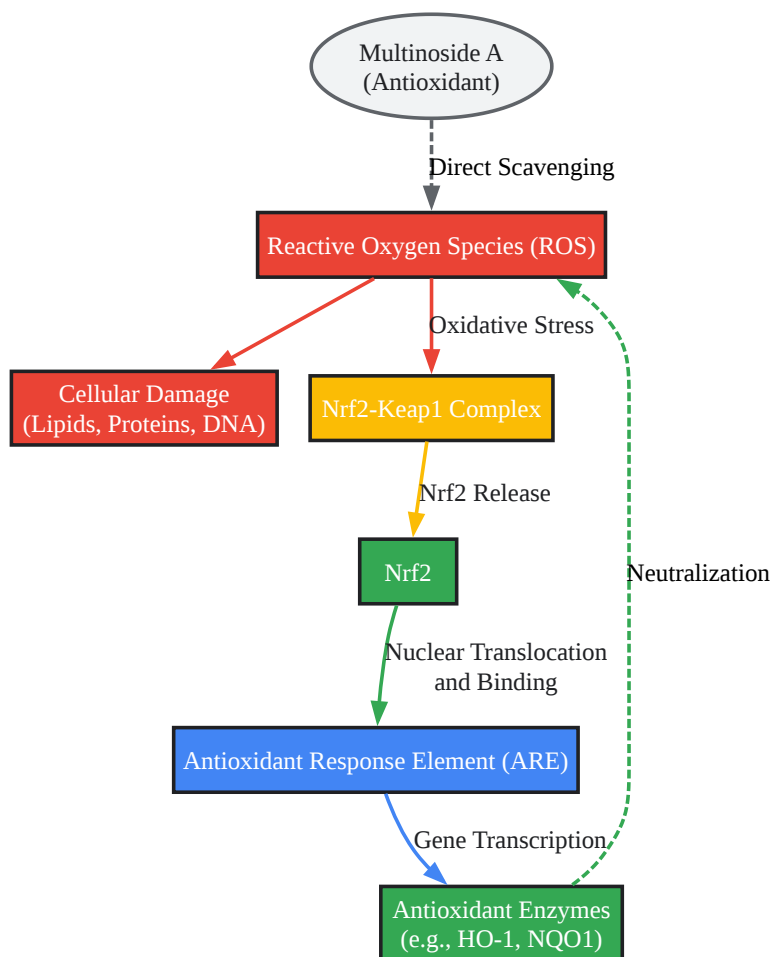 Multinoside A
(Antioxidant)
Direct Scavenging
Reactive Oxygen Species (ROS)
Oxidative Stress
Cellular Damage
(Lipids, Proteins, DNA)
Nrf2-Keap1 Complex
Nrf2 Release
Nrf2
Neutralization
Nuclear Translocation
and Binding
Antioxidant Response Element (ARE)
Gene Transcription
Antioxidant Enzymes
(e.g., HO-1, NQO1)